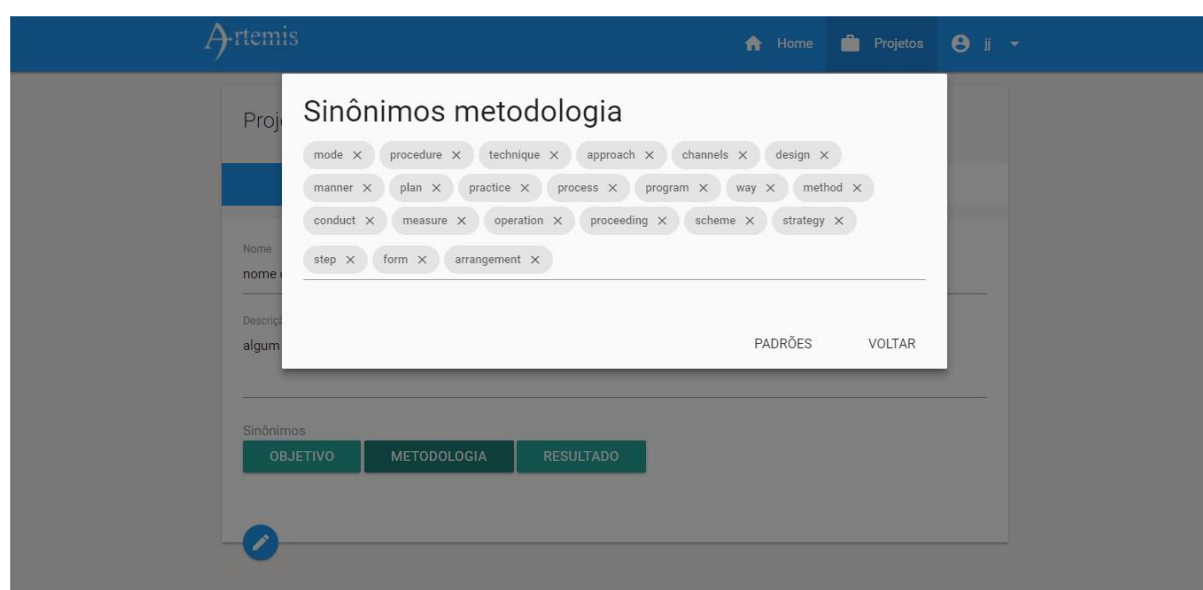 Artemis
Home Projetos jj
Proj
Sinônimos metodologia
mode procedure technique approach channels design
manner plan practice process program way method
conduct measure operation proceeding scheme strategy
step form arrangement
Nome
nome
Descriç
algum
PADRÕES VOLTAR
Sinônimos
OBJETIVO METODOLOGIA RESULTADO